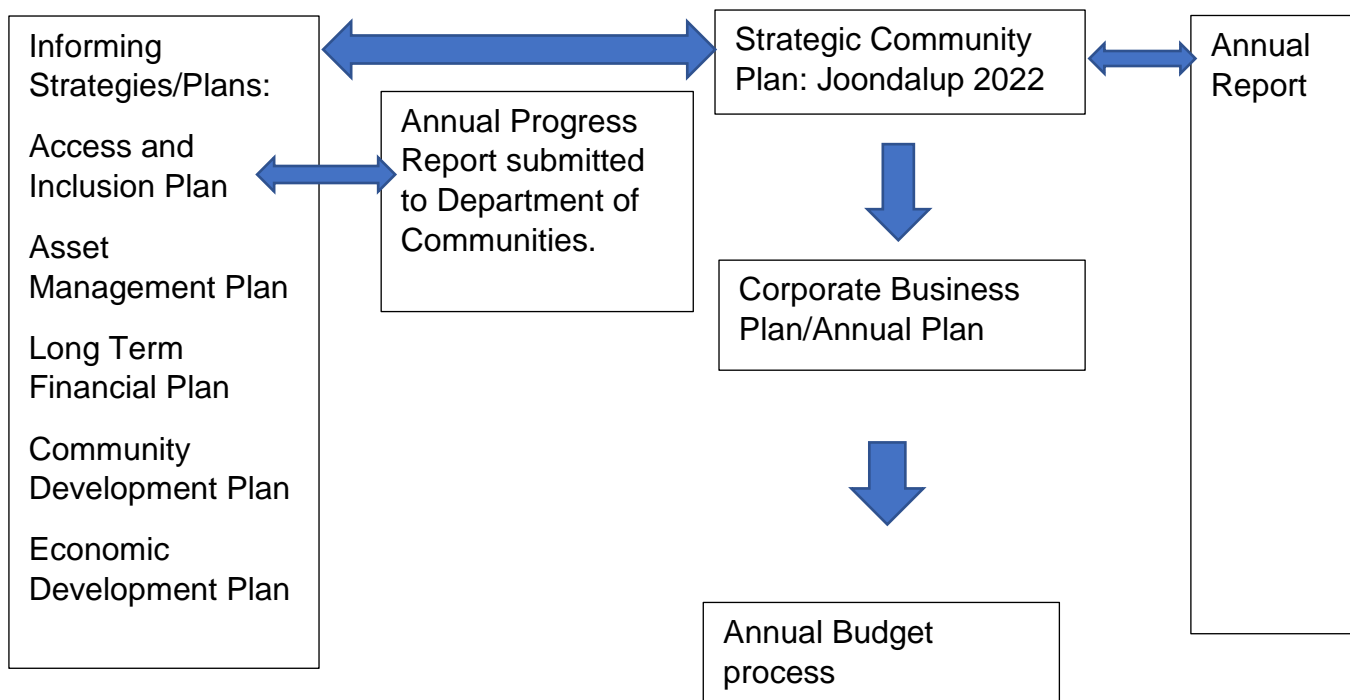 Informing
Strategies/Plans:
Access and
Inclusion Plan
Asset
Management Plan
Long Term
Financial Plan
Community
Development Plan
Economic
Development Plan
Annual Progress
Report submitted
to Department of
Communities.
Strategic Community
Plan: Joondalup 2022
Corporate Business
Plan/Annual Plan
Annual Budget
process
Annual
Report